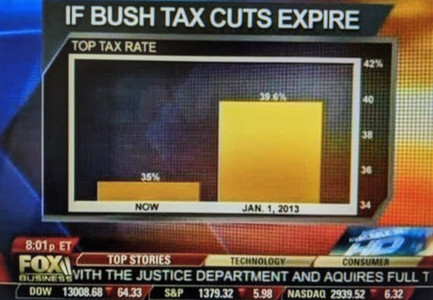 IF BUSH TAX CUTS EXPIRE
TOP TAX RATE
42%
40
38
36
34
35%
39.6%
NOW
JAN. 1, 2013
8:01p ET
TOP STORIES
TECHNOLOGY
CONSUMER
FOX
BUSINESS
WITH THE JUSTICE DEPARTMENT AND AQUIRES FULL T
DOW 13008.68 ▼ 64.33 S&P 1379.32 ▼ 5.98 NASDAQ 2939.52 ▼ 6.32